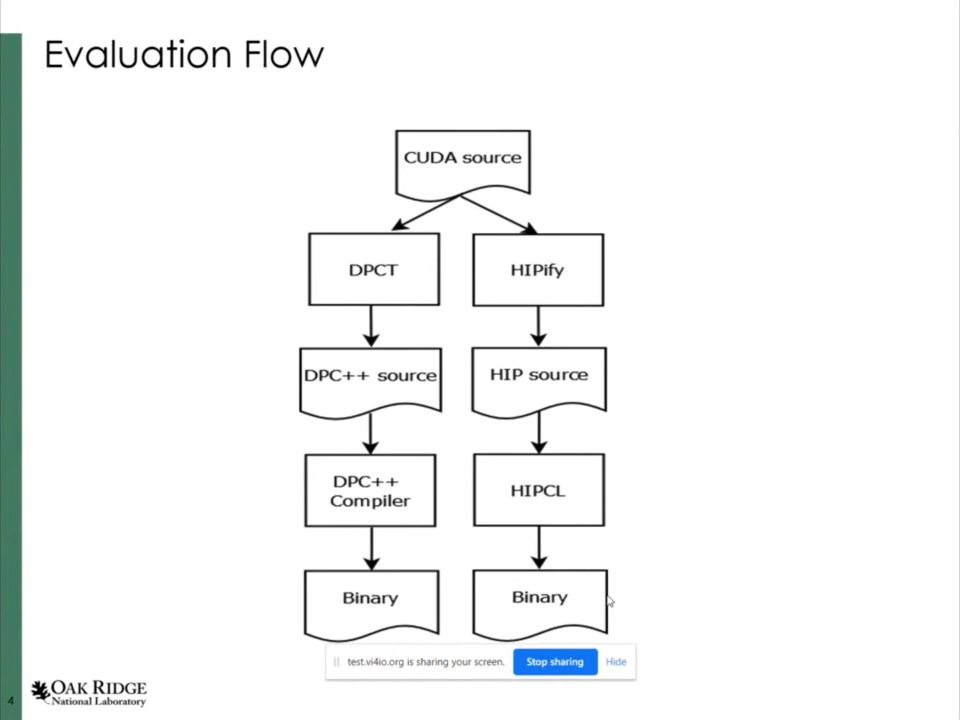 Evaluation Flow
CUDA source
DPCT
HIPify
DPC++ source
HIP source
DPC++
Compiler
HIPCL
Binary
Binary
test.vi4io.org is sharing your screen.
Stop sharing
Hide
4
OAK RIDGE
National Laboratory